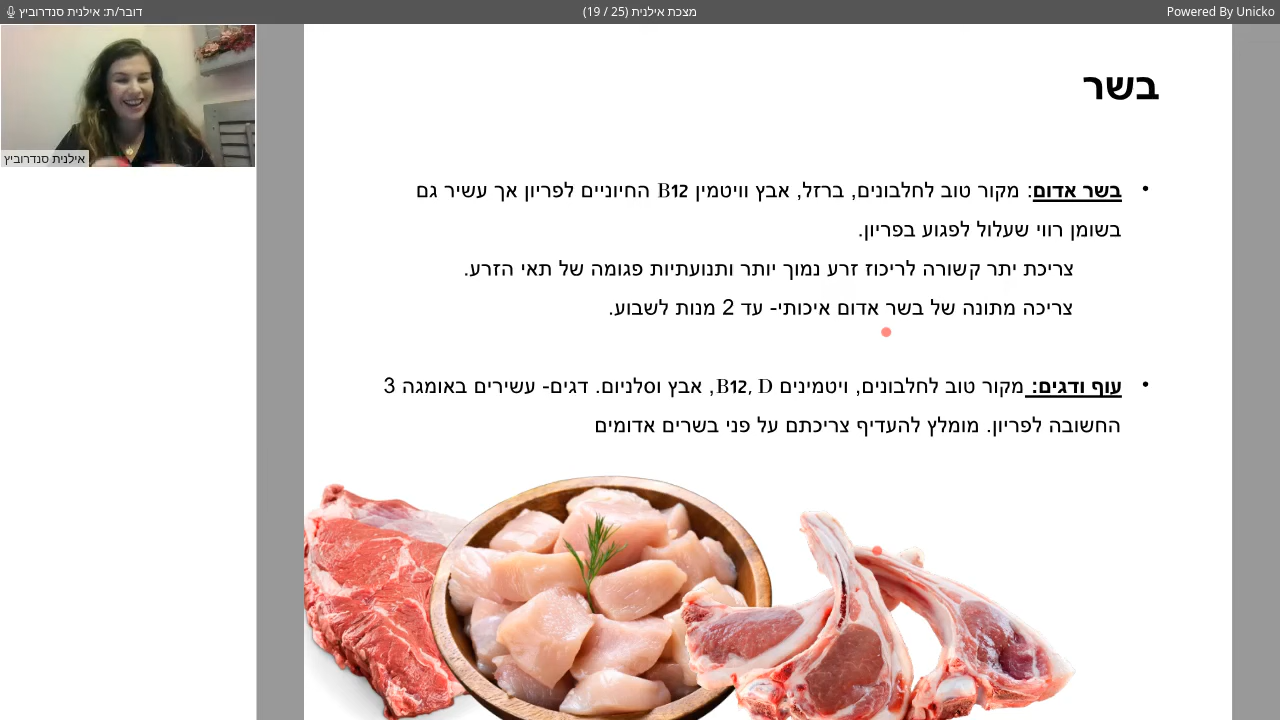 דובר/ת: אילנית סנדרוביץ
מצכת אילנית (25 / 19)
Powered By Unicko
אילנית סנדרוביץ
בשר
• בשר אדום: מקור טוב לחלבונים, ברזל, אבץ וויטמין B12 החיוניים לפריון אך עשיר גם
בשומן רווי שעלול לפגוע בפריון.
צריכת יתר קשורה לריכוז זרע נמוך יותר ותנועתיות פגומה של תאי הזרע.
צריכה מתונה של בשר אדום איכותי- עד 2 מנות לשבוע.
• עוף ודגים: מקור טוב לחלבונים, ויטמינים B12, D, אבץ וסלניום. דגים- עשירים באומגה 3
החשובה לפריון. מומלץ להעדיף צריכתם על פני בשרים אדומים